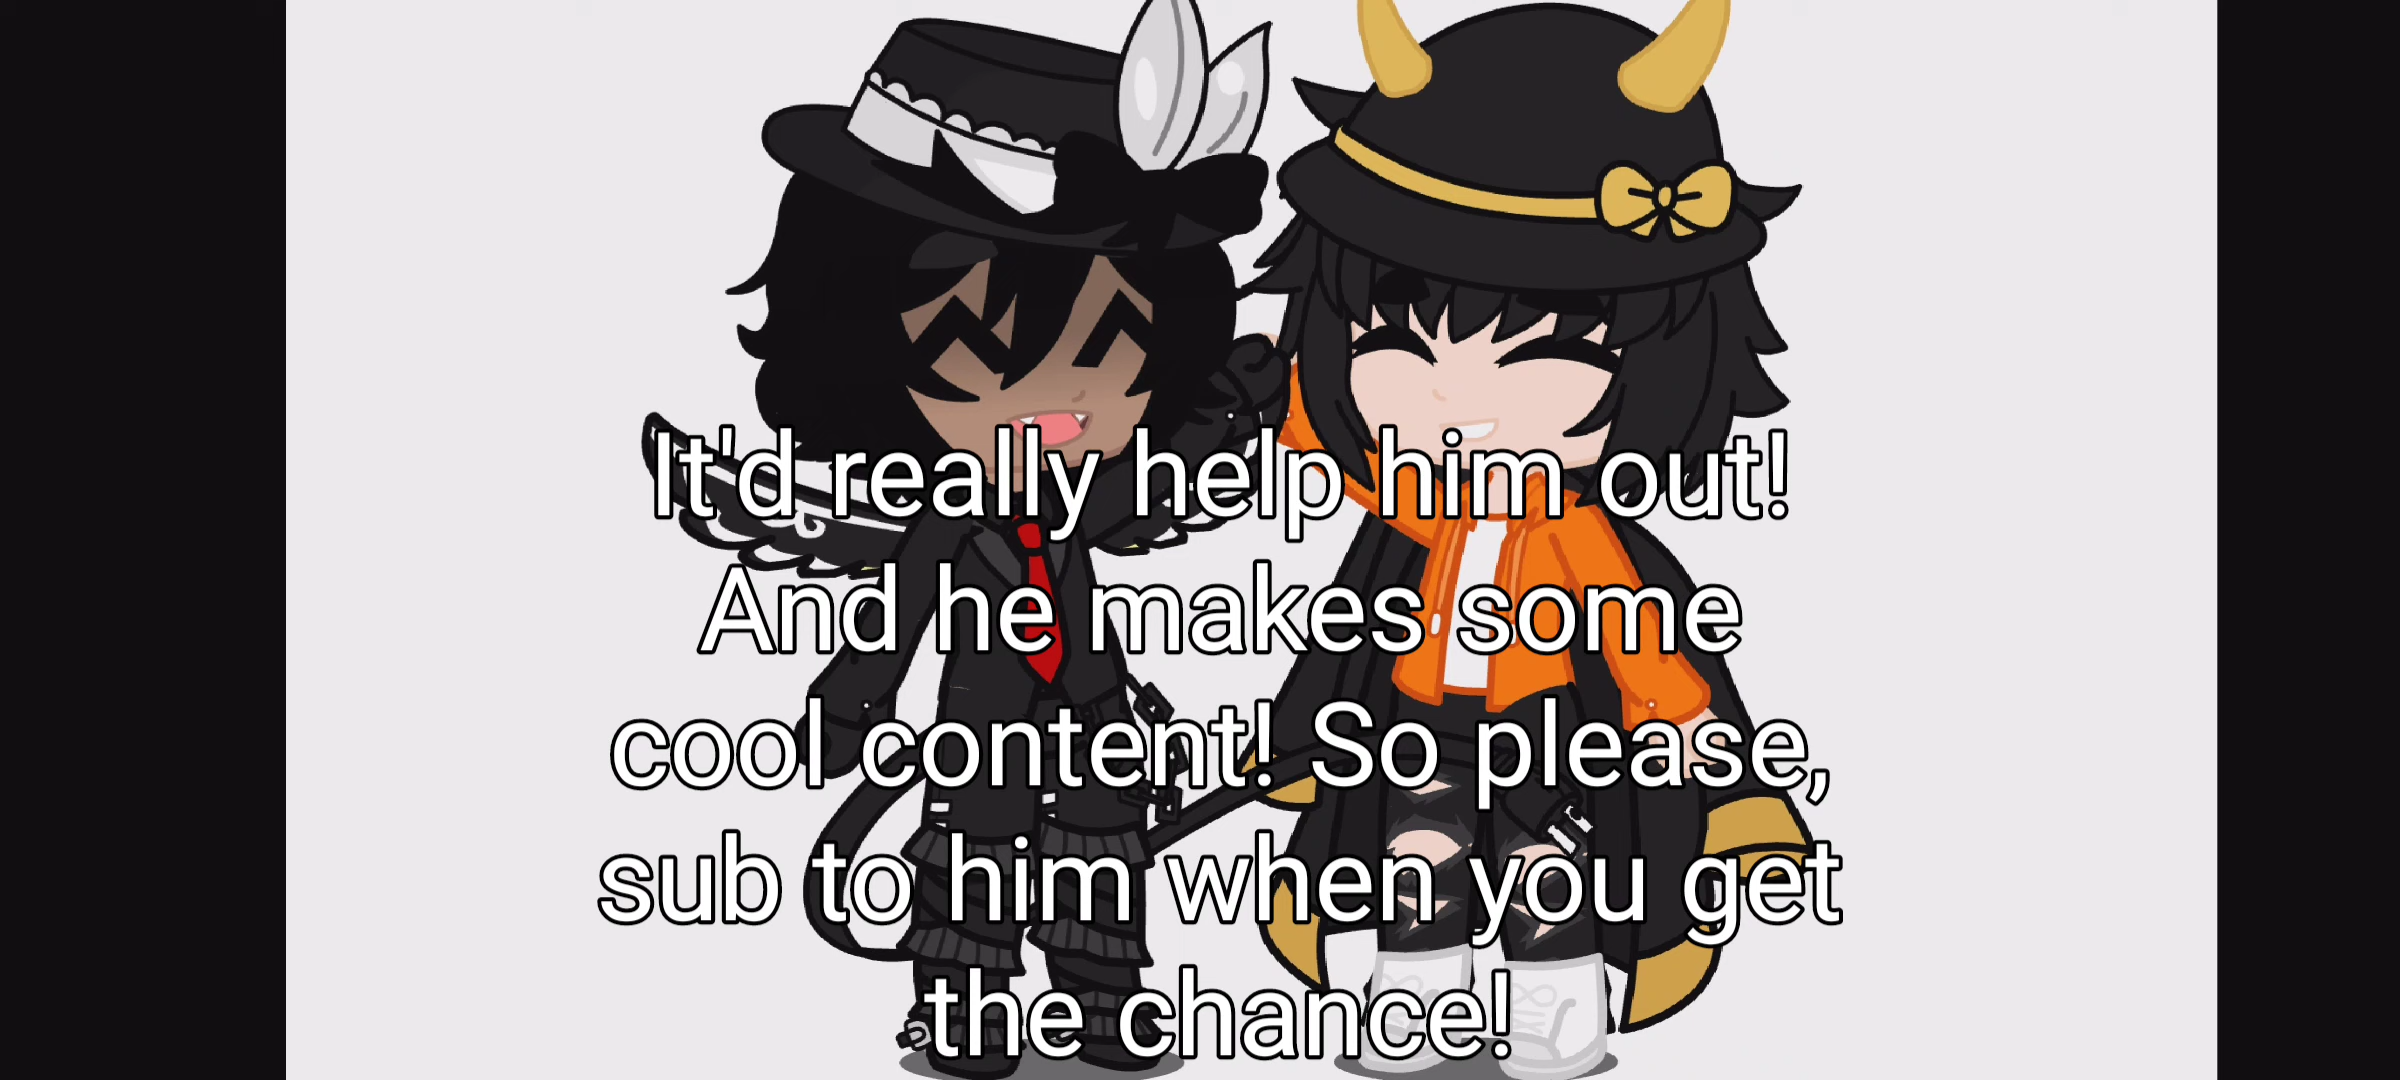 It'd really help him out!
And he makes some
cool content! So please,
sub to him when you get
the chance!